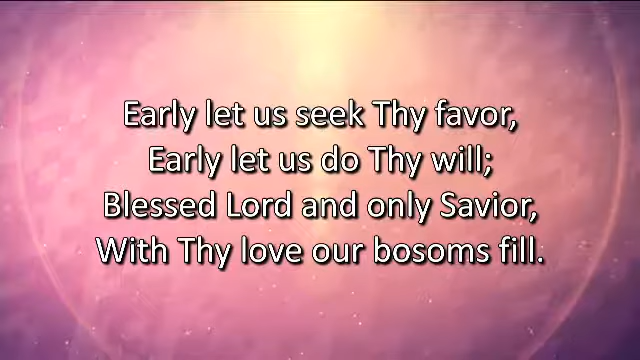 Early let us seek Thy favor,
Early let us do Thy will;
Blessed Lord and only Savior,
With Thy love our bosoms fill.